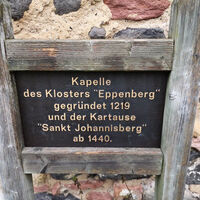 Kapelle
des Klosters "Eppenberg"
gegründet 1219
und der Kartause
"Sankt Johannisberg"
ab 1440.